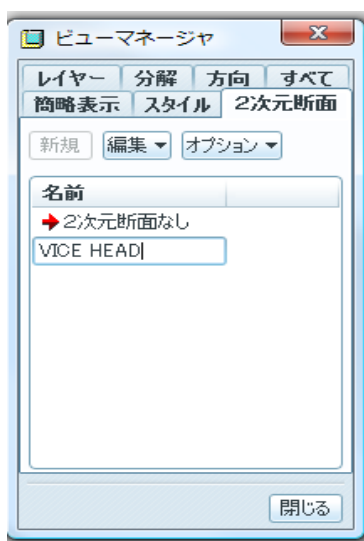 ビューマネージャ
レイヤー 分解 方向 すべて
簡略表示 スタイル 2次元断面
新規 編集 オプション
名前
2次元断面なし
VICE HEAD
閉じる